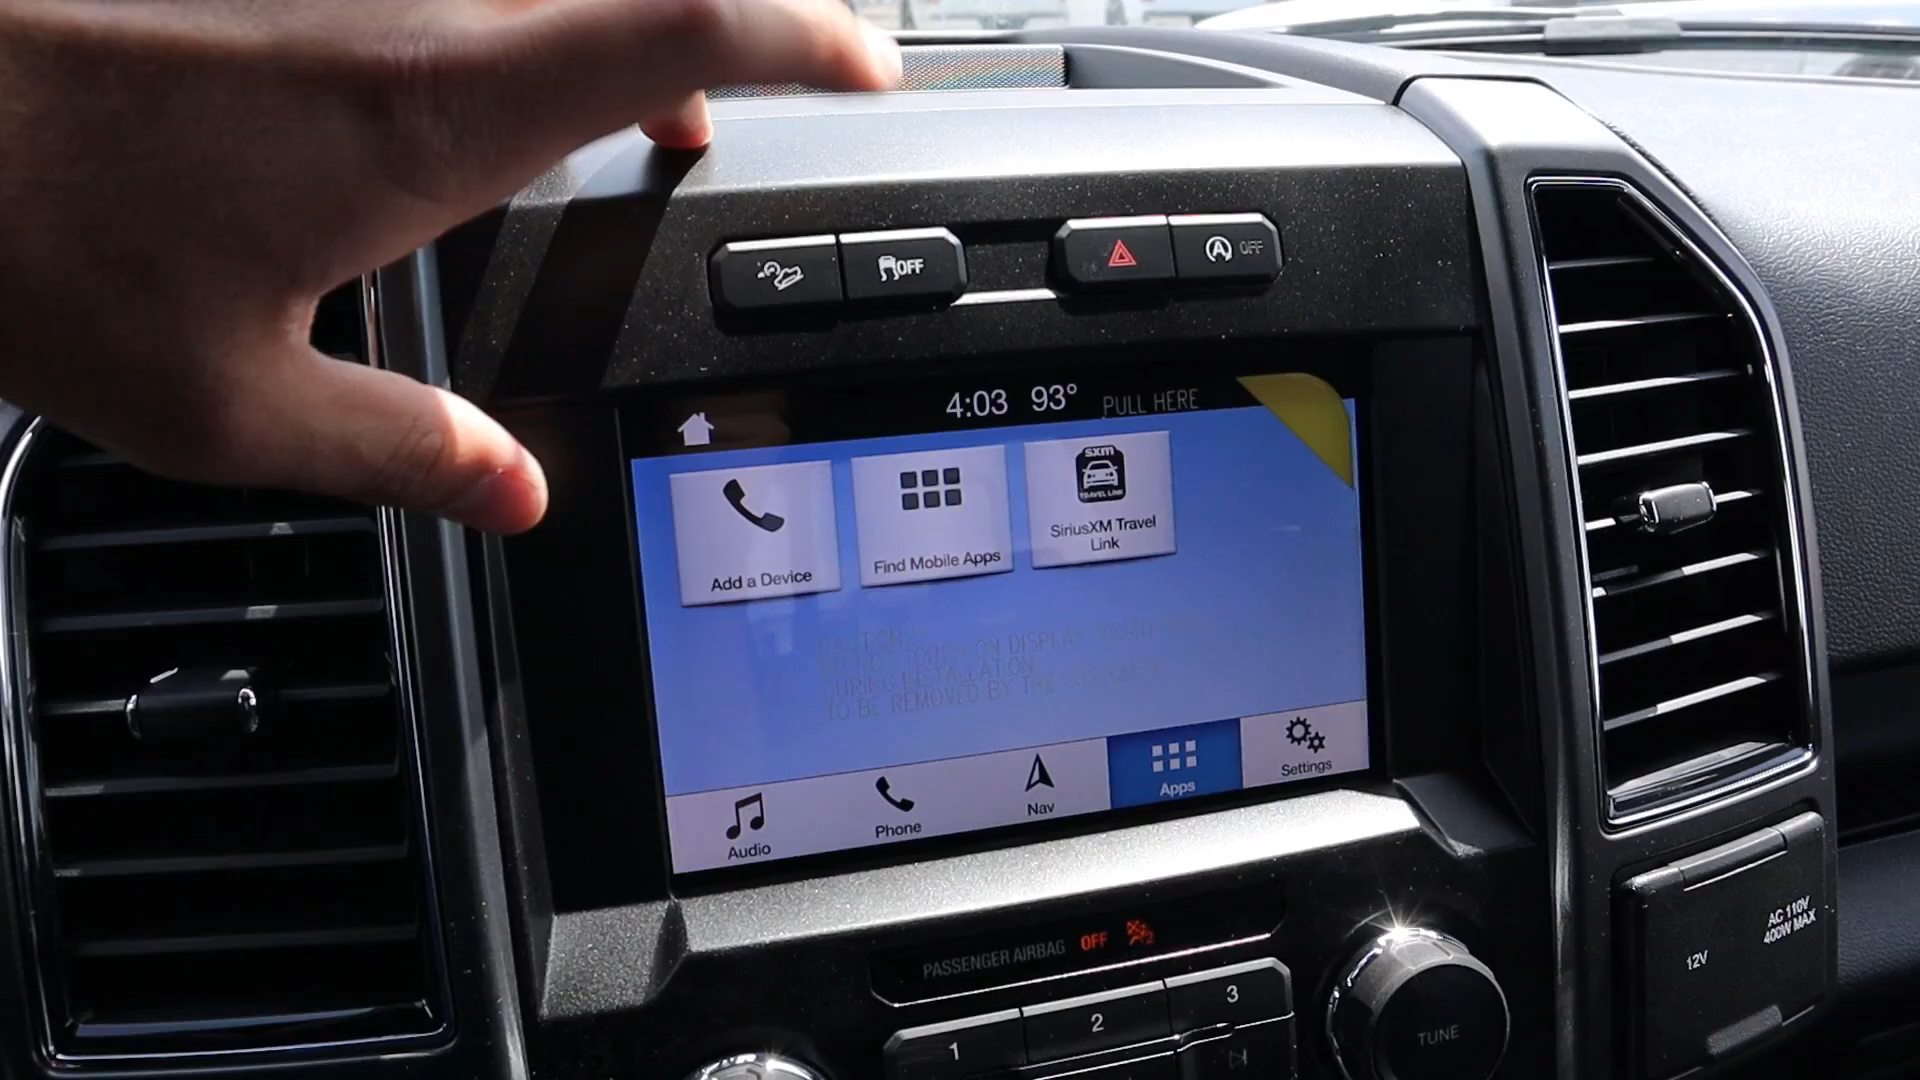 OFF
A OFF
4:03 93° PULL HERE
sxm
TRAVEL LINK
Add a Device
Find Mobile Apps
SiriusXM Travel
Link
CAUTION
DO NOT TOUCH ON DISPLAY
DURING INSTALLATION
TO BE REMOVED BY THE CUSTOMER
Audio
Phone
Nav
Apps
Settings
PASSENGER AIRBAG OFF
2
1
2
3
TUNE
12V
AC 110V
400W MAX